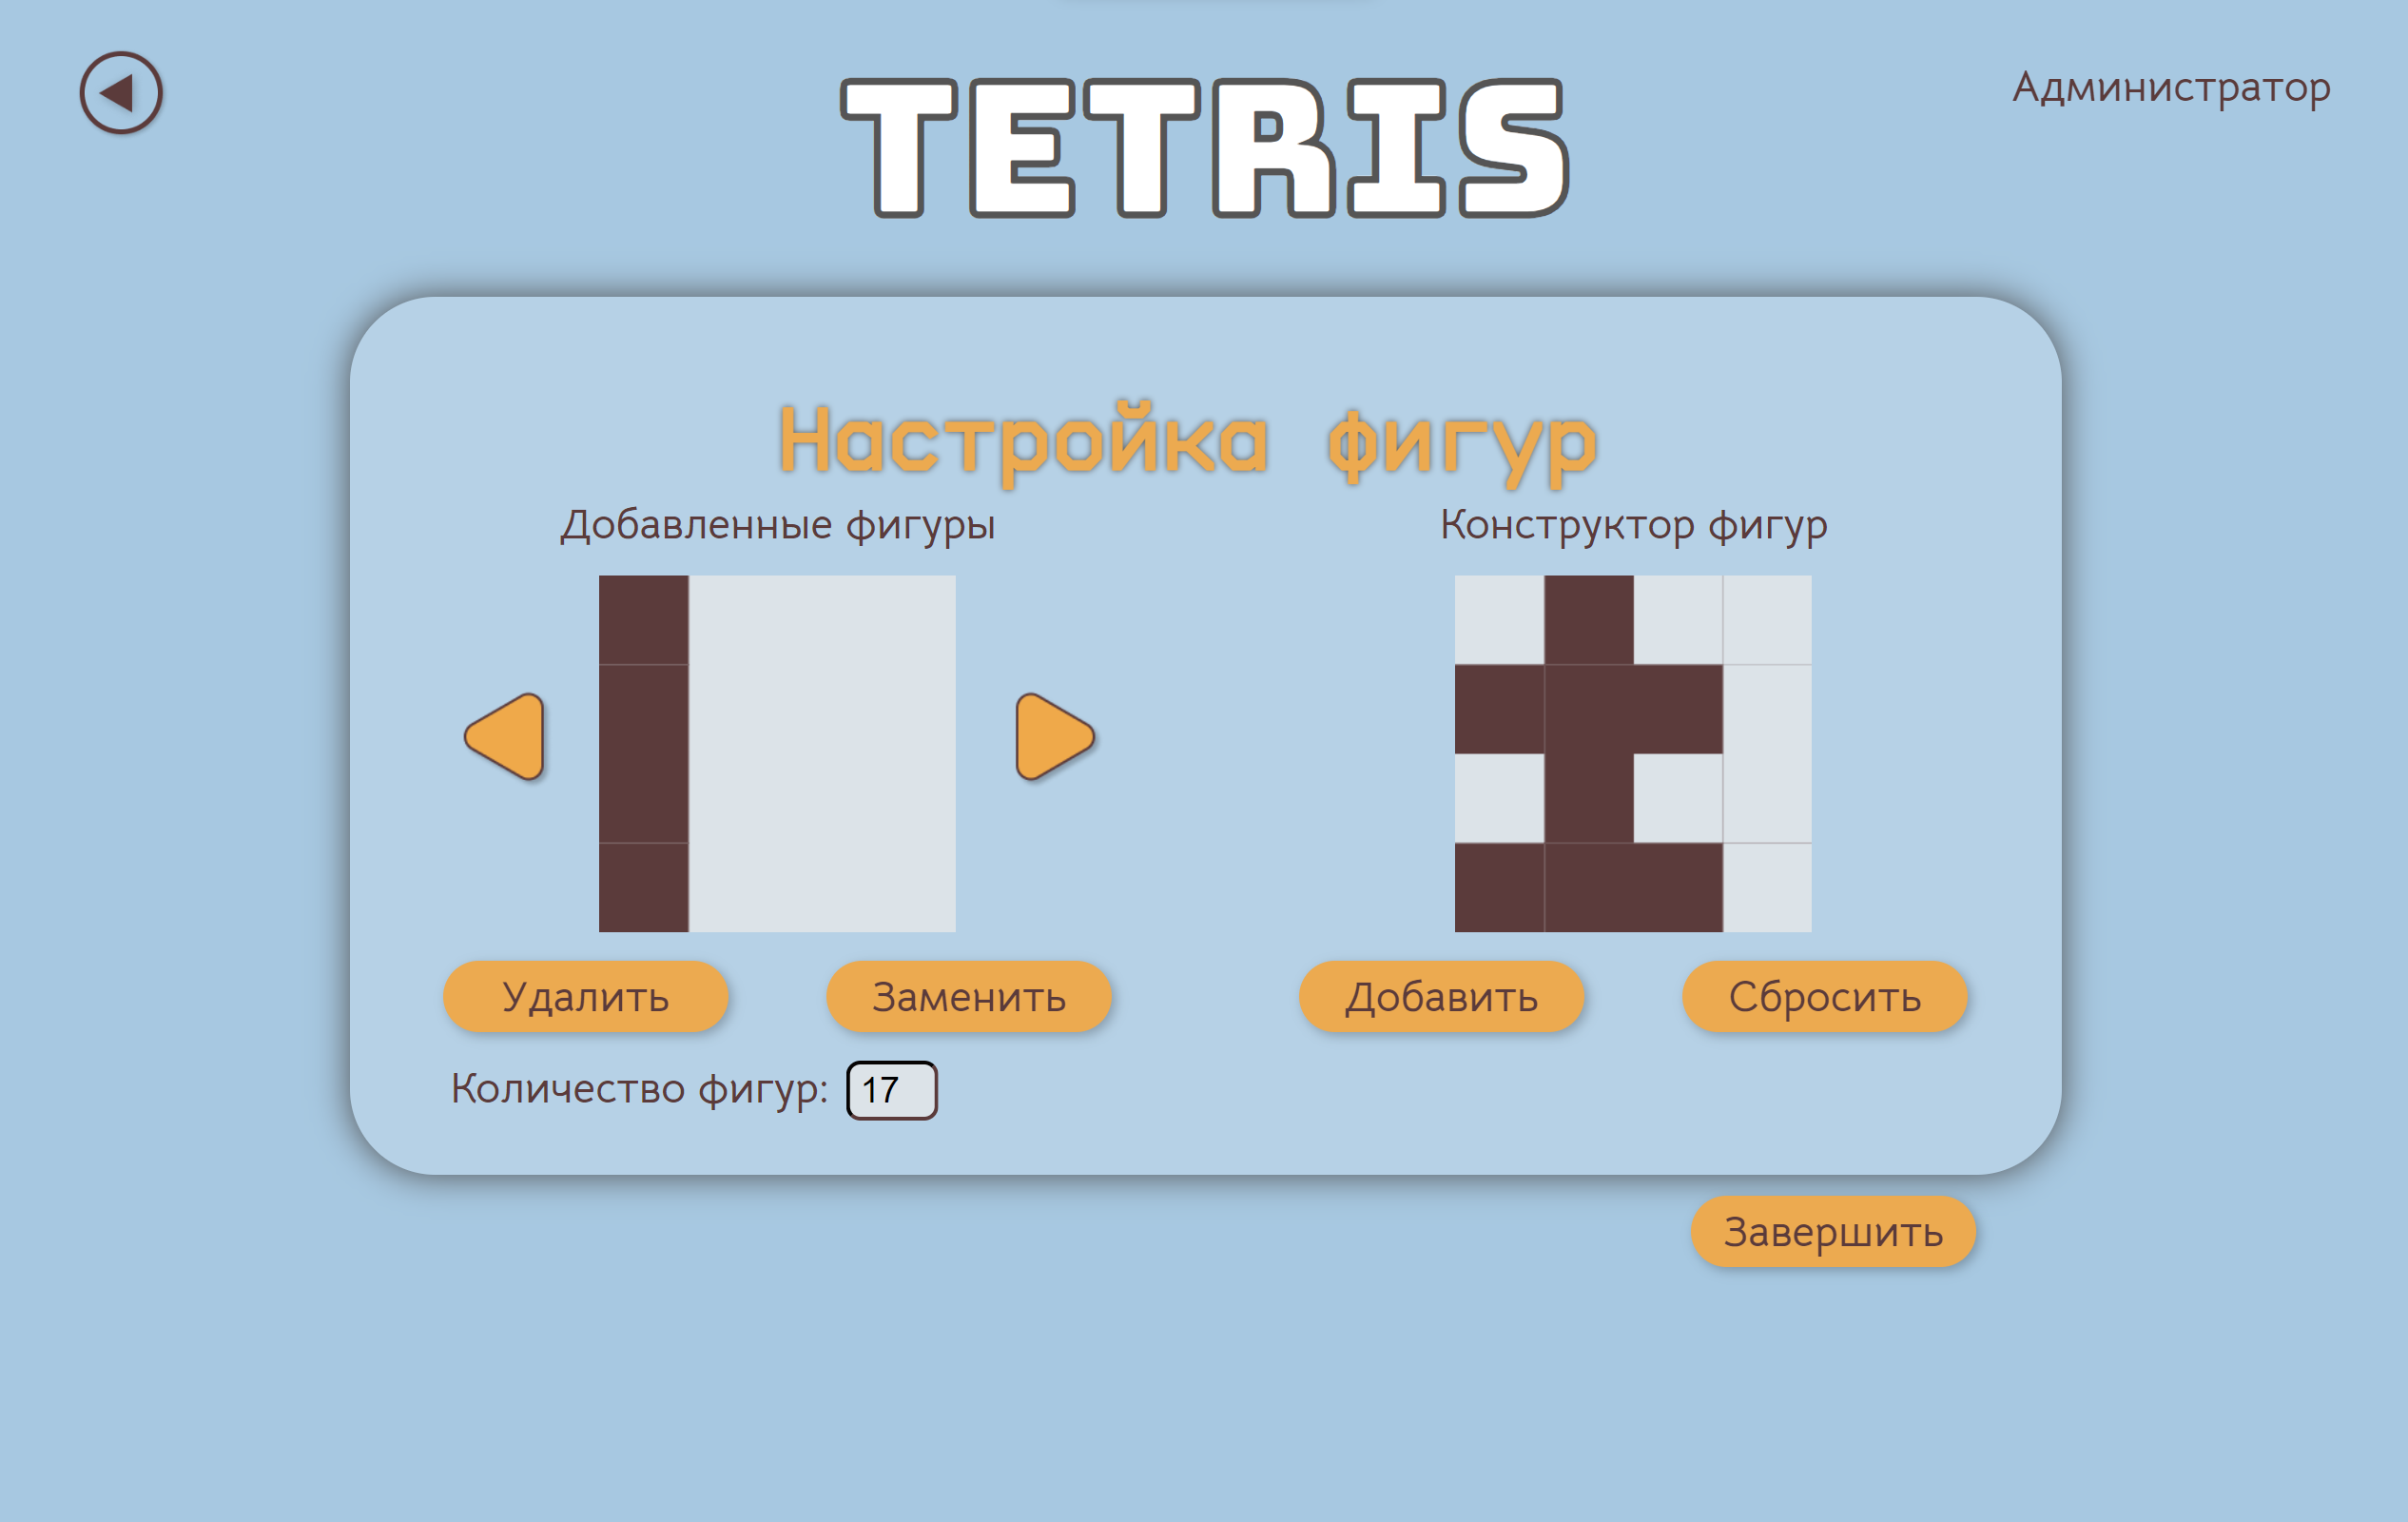 TETRIS
Администратор
Настройка фигур
Добавленные фигуры
Конструктор фигур
Удалить
Заменить
Добавить
Сбросить
Количество фигур: 17
Завершить